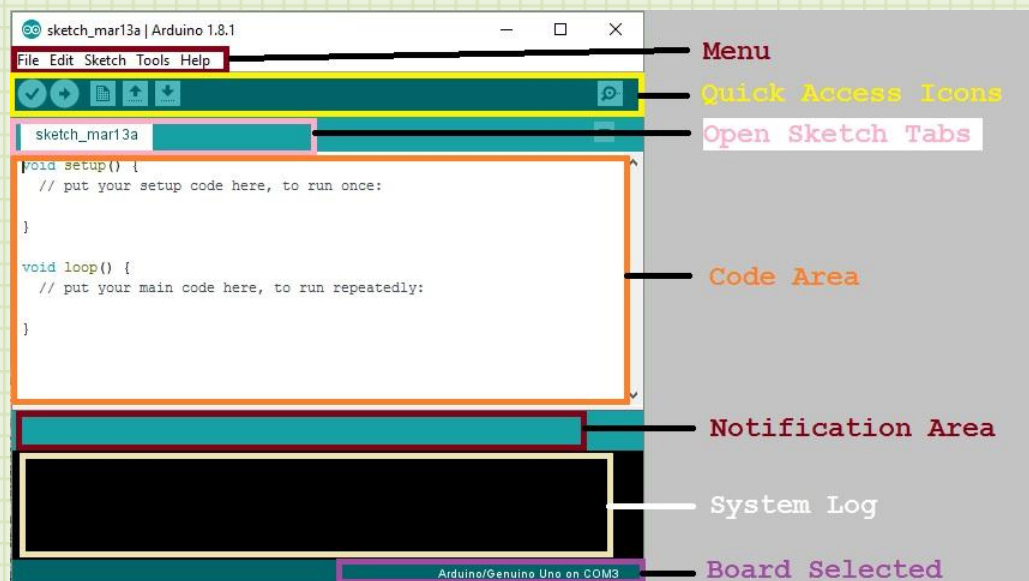 sketch_mar13a | Arduino 1.8.1
File Edit Sketch Tools Help
Menu
Quick Access Icons
sketch_mar13a
Open Sketch Tabs
void setup() {
// put your setup code here, to run once:
}
void loop() {
// put your main code here, to run repeatedly:
}
Code Area
Notification Area
System Log
Arduino/Genuino Uno on COM3
Board Selected